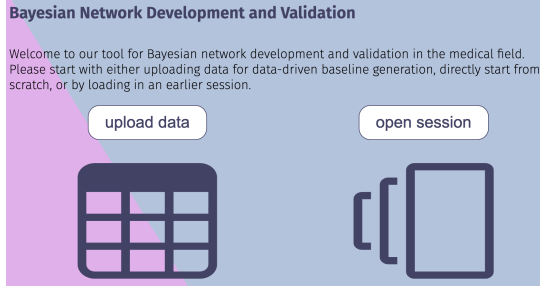 Bayesian Network Development and Validation
Welcome to our tool for Bayesian network development and validation in the medical field.
Please start with either uploading data for data-driven baseline generation, directly start from
scratch, or by loading in an earlier session.
upload data
open session